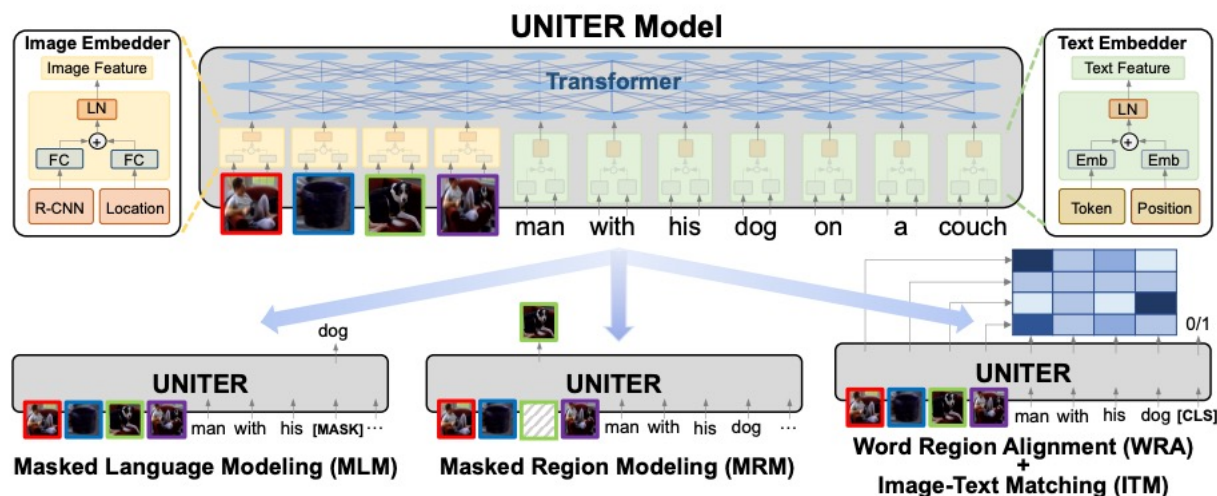 UNITER Model
Image Embedder
Image Feature
LN
+
FC FC
R-CNN Location
Transformer
man with his dog on a couch
Text Embedder
Text Feature
LN
+
Emb Emb
Token Position
dog
UNITER
man with his [MASK] ...
Masked Language Modeling (MLM)
UNITER
man with his dog ...
Masked Region Modeling (MRM)
0/1
UNITER
man with his dog [CLS]
Word Region Alignment (WRA)
+
Image-Text Matching (ITM)